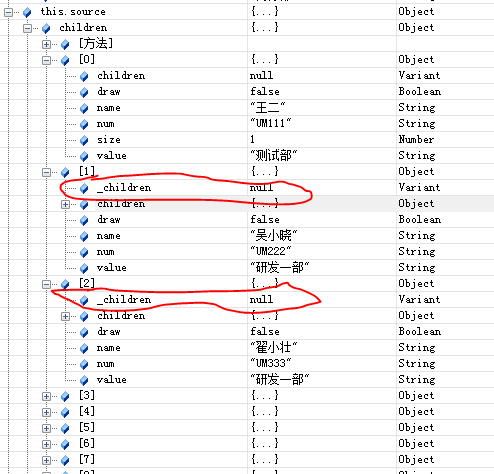 this.source {...} Object
children {...} Object
[方法]
[0] {...} Object
children null Variant
draw false Boolean
name "王二" String
num "UM111" String
size 1 Number
value "测试部" String
[1] {...} Object
_children null Variant
children {...} Object
draw false Boolean
name "吴小晓" String
num "UM222" String
value "研发一部" String
[2] {...} Object
_children null Variant
children {...} Object
draw false Boolean
name "翟小壮" String
num "UM333" String
value "研发一部" String
[3] {...} Object
[4] {...} Object
[5] {...} Object
[6] {...} Object
[7] {...} Object